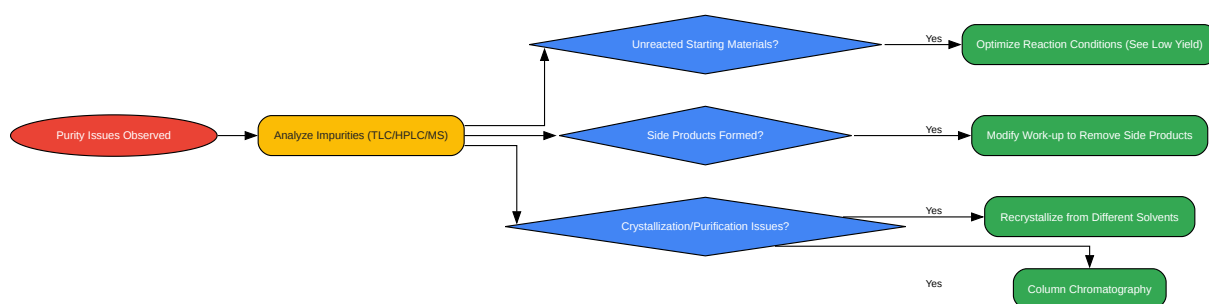 Purity Issues Observed
Analyze Impurities (TLC/HPLC/MS)
Unreacted Starting Materials?
Yes
Optimize Reaction Conditions (See Low Yield)
Side Products Formed?
Yes
Modify Work-up to Remove Side Products
Crystallization/Purification Issues?
Yes
Recrystallize from Different Solvents
Yes
Column Chromatography